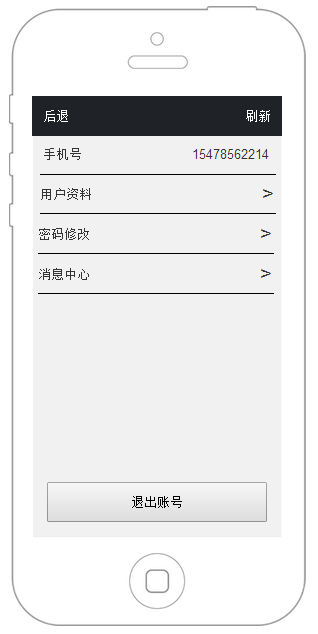 后退 刷新
手机号 15478562214
用户资料 >
密码修改 >
消息中心 >
退出账号